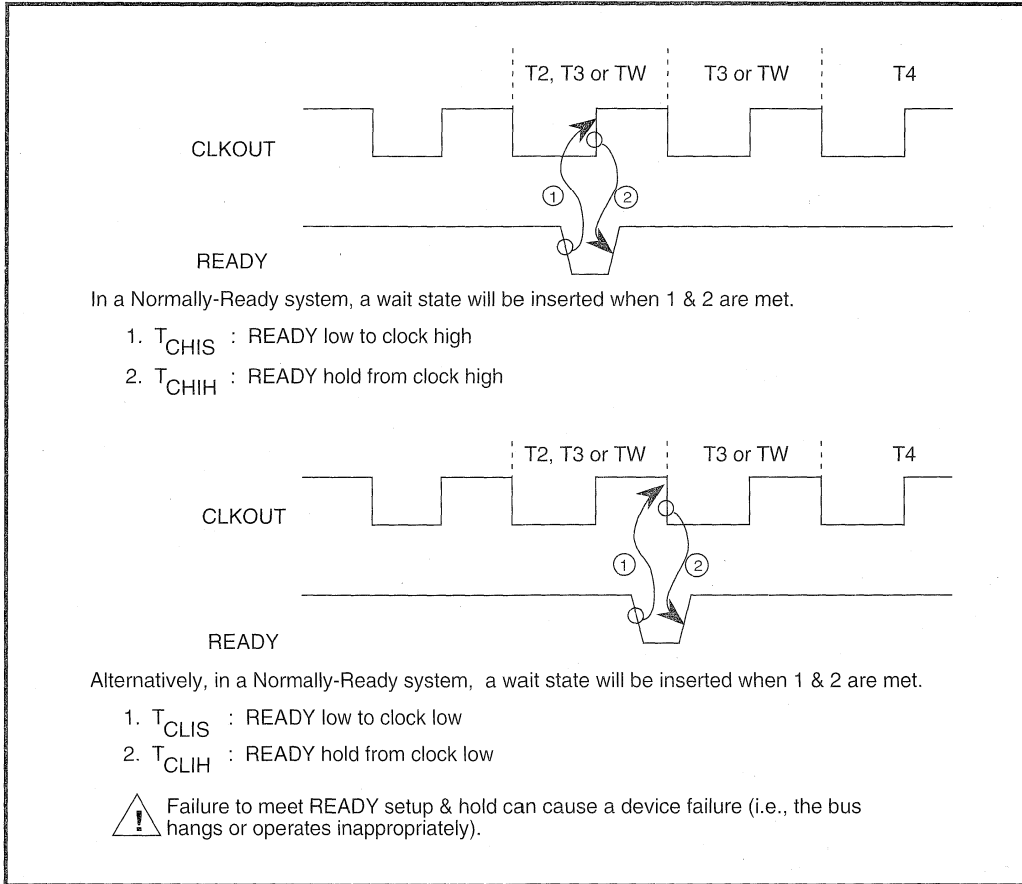 T2, T3 or TW T3 or TW T4
CLKOUT
1 2
READY
In a Normally-Ready system, a wait state will be inserted when 1 & 2 are met.
1. TCHIS : READY low to clock high
2. TCHIH : READY hold from clock high
T2, T3 or TW T3 or TW T4
CLKOUT
1 2
READY
Alternatively, in a Normally-Ready system, a wait state will be inserted when 1 & 2 are met.
1. TCLIS : READY low to clock low
2. TCLIH : READY hold from clock low
! Failure to meet READY setup & hold can cause a device failure (i.e., the bus
hangs or operates inappropriately).